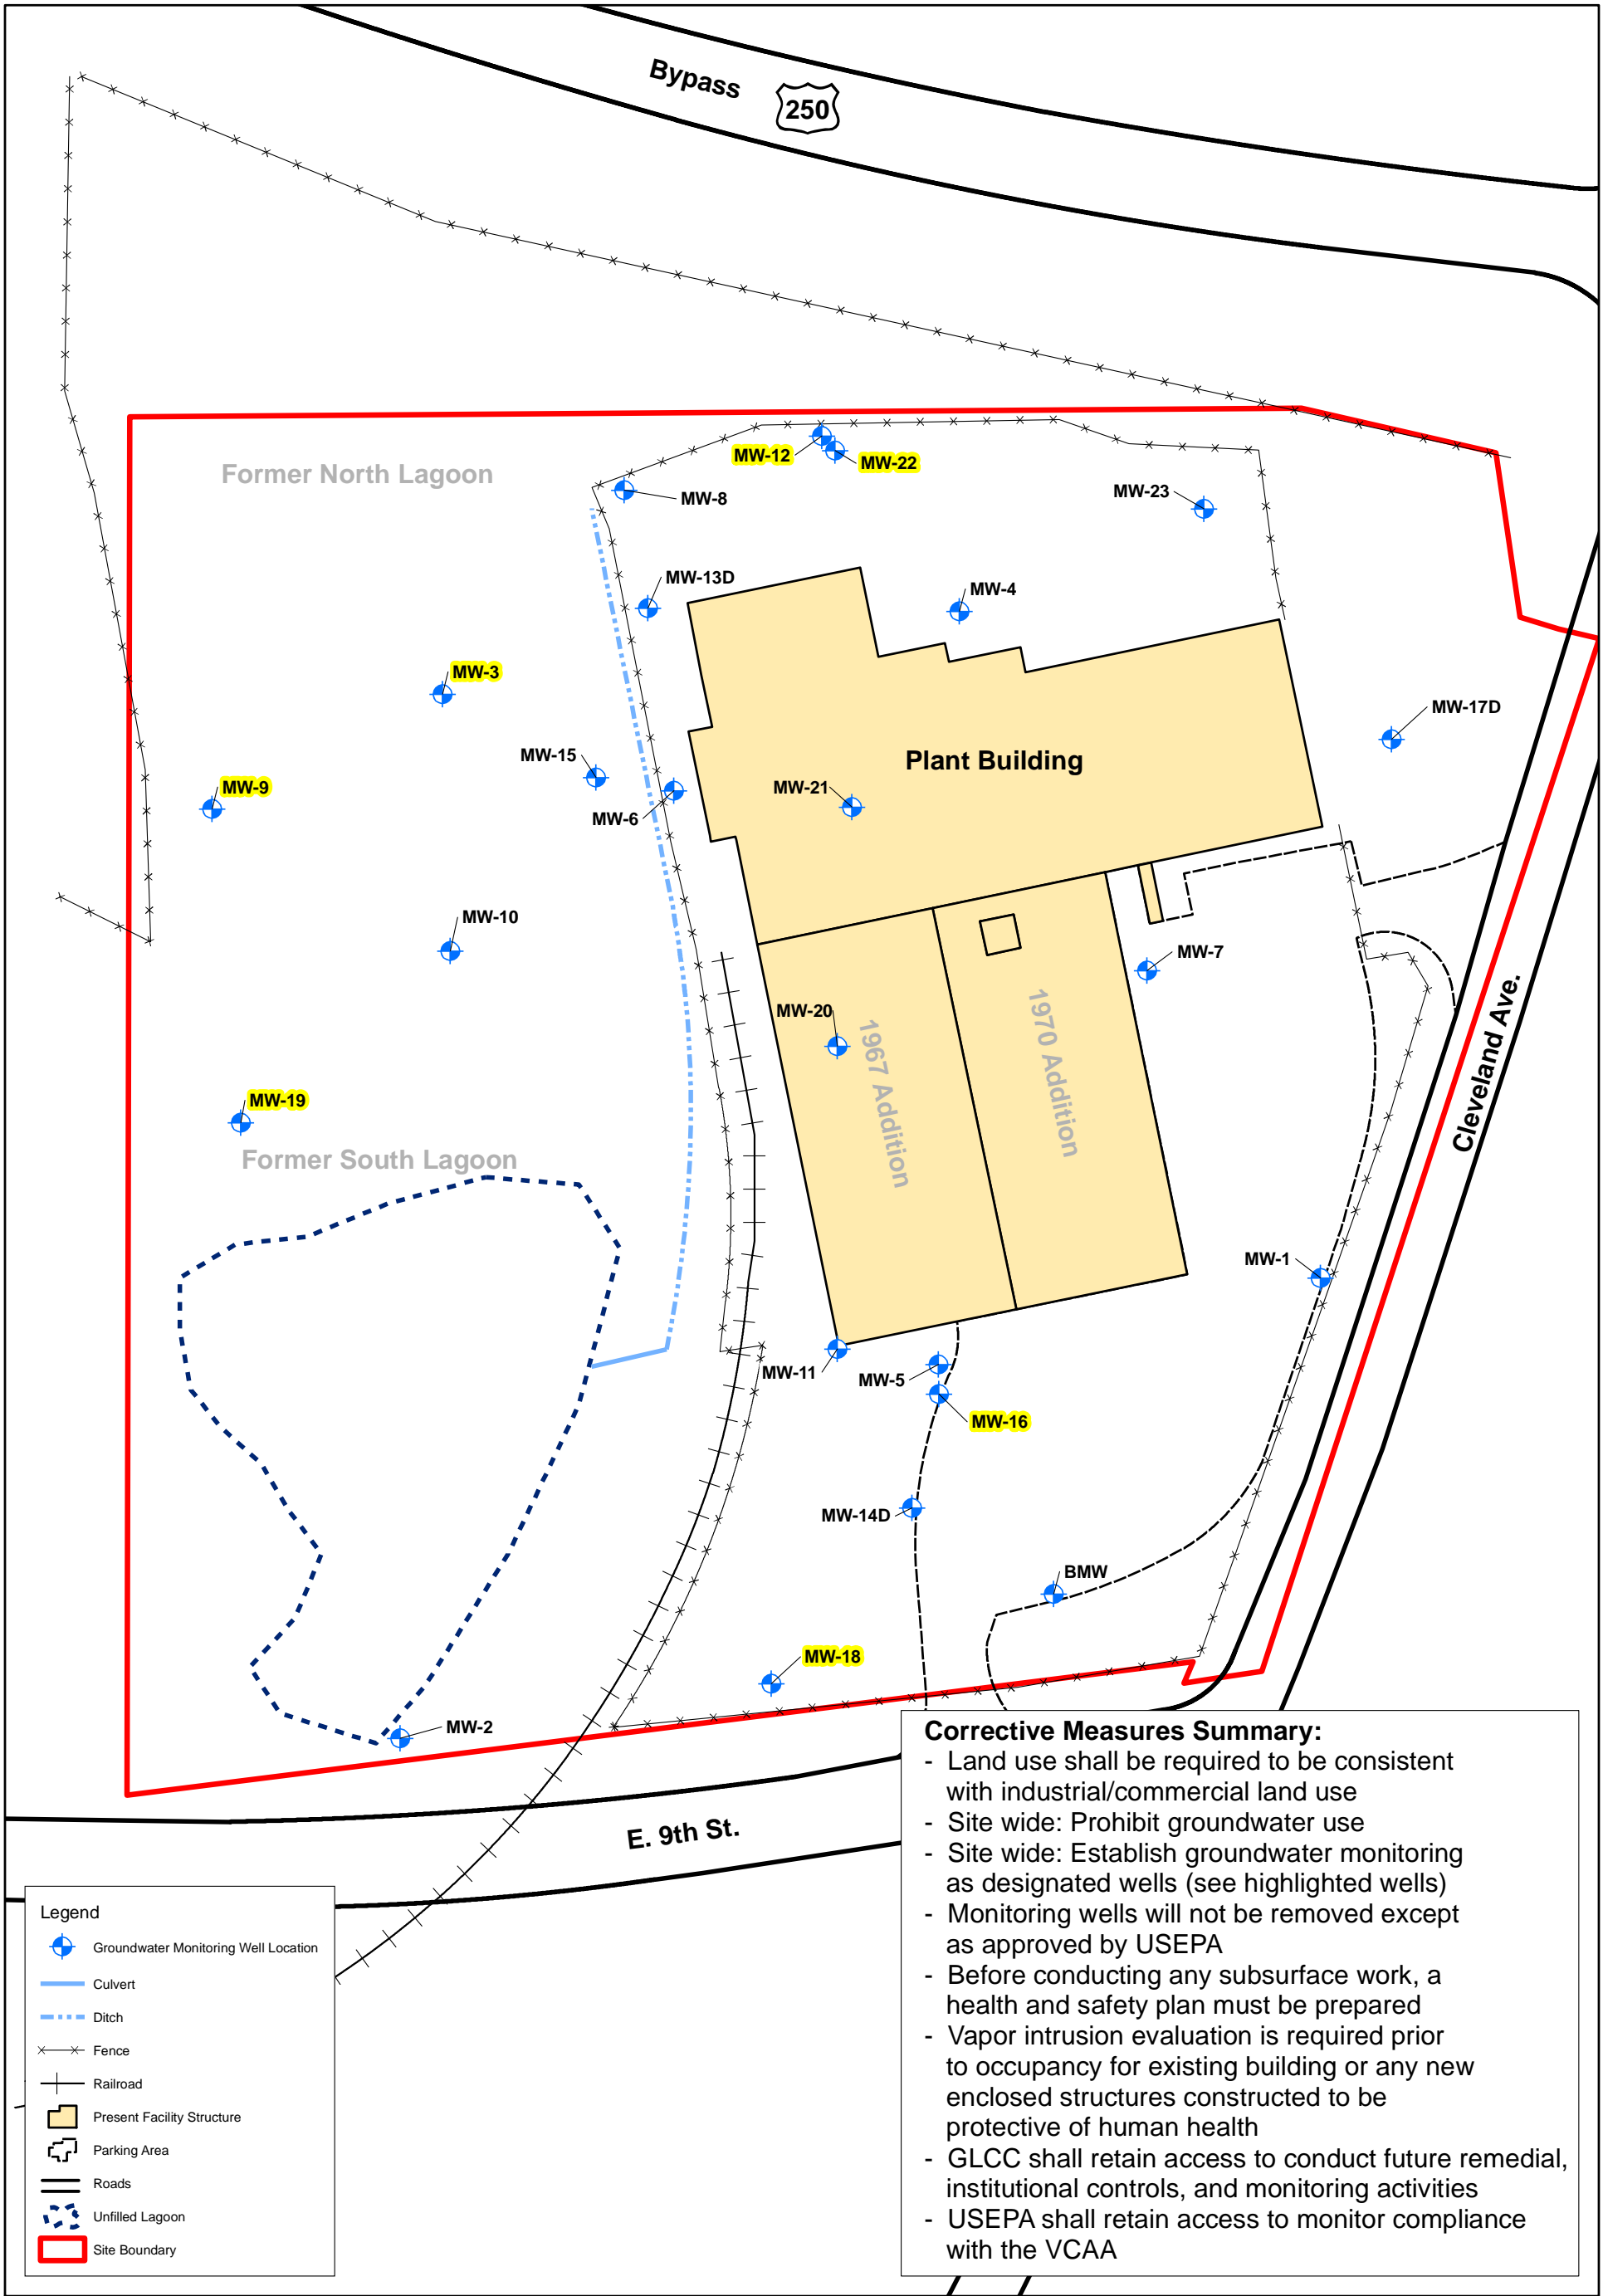 Bypass
250
Former North Lagoon
MW-12
MW-22
MW-8
MW-23
MW-13D
MW-4
MW-3
MW-17D
MW-15
Plant Building
MW-9
MW-21
MW-6
MW-10
MW-7
MW-20
1967 Addition
1970 Addition
Cleveland Ave.
MW-19
Former South Lagoon
MW-1
MW-11
MW-5
MW-16
MW-14D
BMW
MW-18
MW-2
E. 9th St.
Corrective Measures Summary:
- Land use shall be required to be consistent
with industrial/commercial land use
- Site wide: Prohibit groundwater use
- Site wide: Establish groundwater monitoring
as designated wells (see highlighted wells)
- Monitoring wells will not be removed except
as approved by USEPA
- Before conducting any subsurface work, a
health and safety plan must be prepared
- Vapor intrusion evaluation is required prior
to occupancy for existing building or any new
enclosed structures constructed to be
protective of human health
- GLCC shall retain access to conduct future remedial,
institutional controls, and monitoring activities
- USEPA shall retain access to monitor compliance
with the VCAA
Legend
Groundwater Monitoring Well Location
Culvert
Ditch
Fence
Railroad
Present Facility Structure
Parking Area
Roads
Unfilled Lagoon
Site Boundary